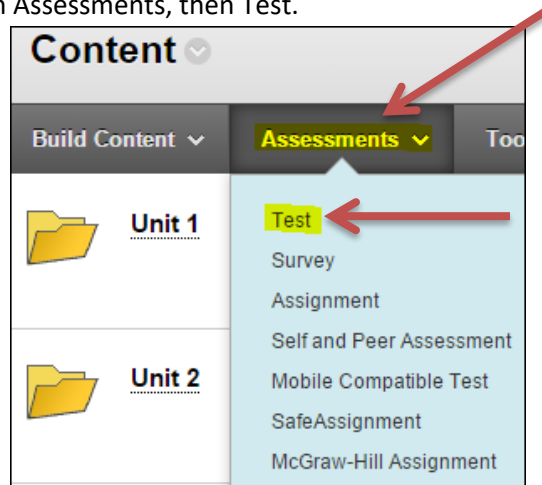 Assessments, then Test.
Content
Build Content Assessments
Unit 1
Test
Survey
Assignment
Self and Peer Assessment
Unit 2
Mobile Compatible Test
SafeAssignment
McGraw-Hill Assignment